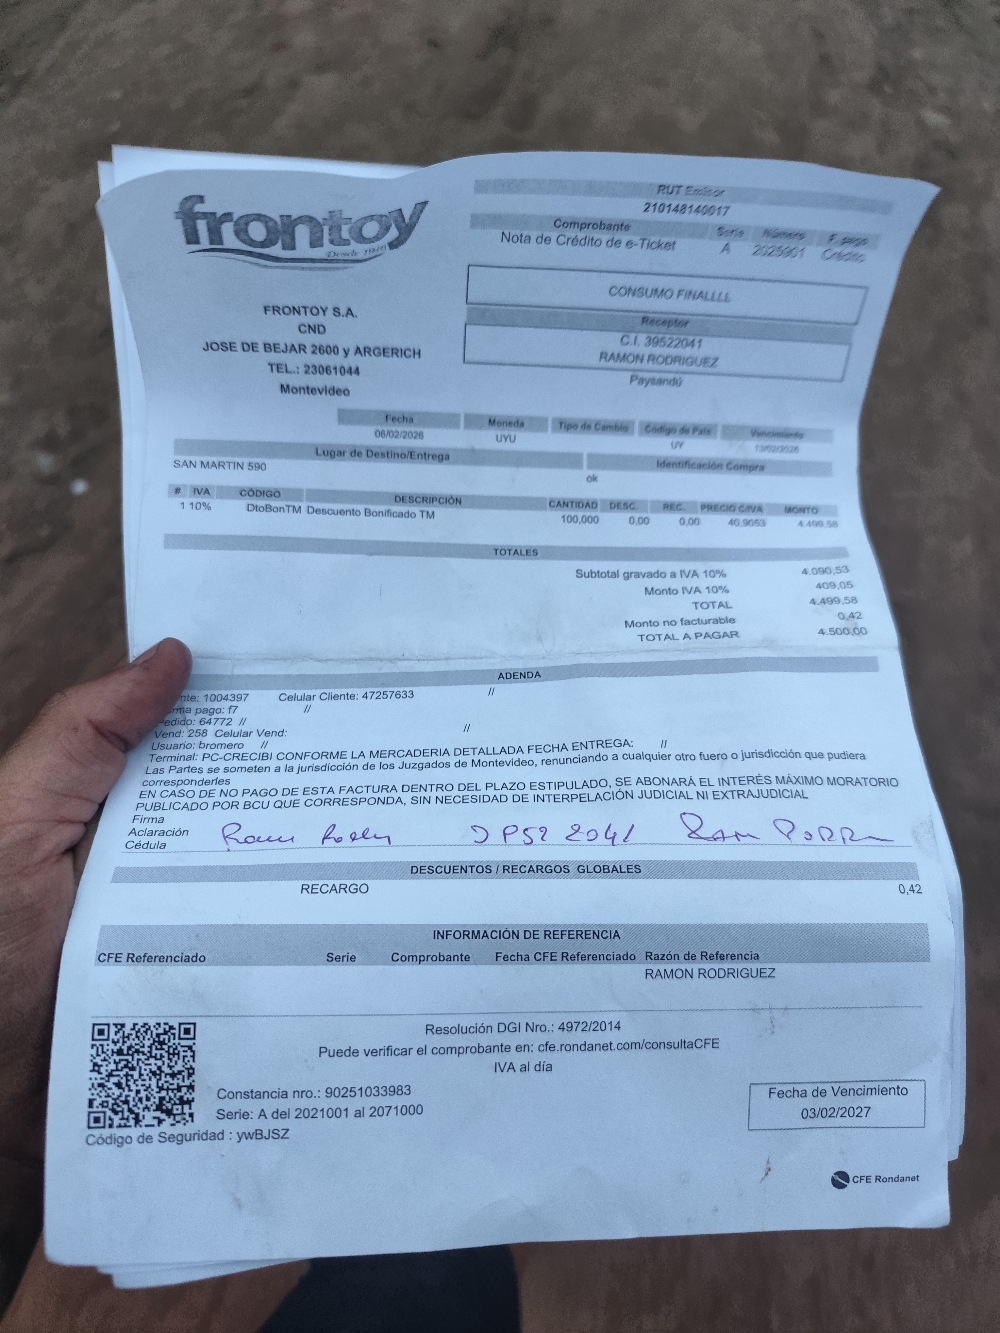 frontoy
Desde 1910
FRONTOY S.A.
CND
JOSE DE BEJAR 2600 y ARGERICH
TEL.: 23061044
Montevideo
RUT Emisor
210148140017
Comprobante Serie Número F. pago
Nota de Crédito de e-Ticket A 2025001 Crédito
CONSUMO FINALLLL
Receptor
C.I. 39522041
RAMON RODRIGUEZ
Paysandú
Fecha Moneda Tipo de Cambio Código de País Vencimiento
06/02/2026 UYU UY 13/02/2026
Lugar de Destino/Entrega Identificación Compra
SAN MARTIN 590 ok
# IVA CÓDIGO DESCRIPCIÓN CANTIDAD DESC. REC. PRECIO C/IVA MONTO
1 10% DtoBonTM Descuento Bonificado TM 100,000 0,00 0,00 40,9053 4.499,58
TOTALES
Subtotal gravado a IVA 10% 4.090,53
Monto IVA 10% 409,05
TOTAL 4.499,58
Monto no facturable 0,42
TOTAL A PAGAR 4.500,00
ADENDA
nte: 1004397 Celular Cliente: 47257633 //
ma pago: f7 //
edido: 64772 //
Vend: 258 Celular Vend: //
Usuario: bromero //
Terminal: PC-CRECIBI CONFORME LA MERCADERIA DETALLADA FECHA ENTREGA: //
Las Partes se someten a la jurisdicción de los Juzgados de Montevideo, renunciando a cualquier otro fuero o jurisdicción que pudiera
corresponderles
EN CASO DE NO PAGO DE ESTA FACTURA DENTRO DEL PLAZO ESTIPULADO, SE ABONARÁ EL INTERÉS MÁXIMO MORATORIO
PUBLICADO POR BCU QUE CORRESPONDA, SIN NECESIDAD DE INTERPELACIÓN JUDICIAL NI EXTRAJUDICIAL
Firma
Aclaración
Cédula
DESCUENTOS / RECARGOS GLOBALES
RECARGO 0,42
INFORMACIÓN DE REFERENCIA
CFE Referenciado Serie Comprobante Fecha CFE Referenciado Razón de Referencia
RAMON RODRIGUEZ
Resolución DGI Nro.: 4972/2014
Puede verificar el comprobante en: cfe.rondanet.com/consultaCFE
IVA al día
Constancia nro.: 90251033983
Serie: A del 2021001 al 2071000
Código de Seguridad : ywBJSZ
Fecha de Vencimiento
03/02/2027
CFE Rondanet